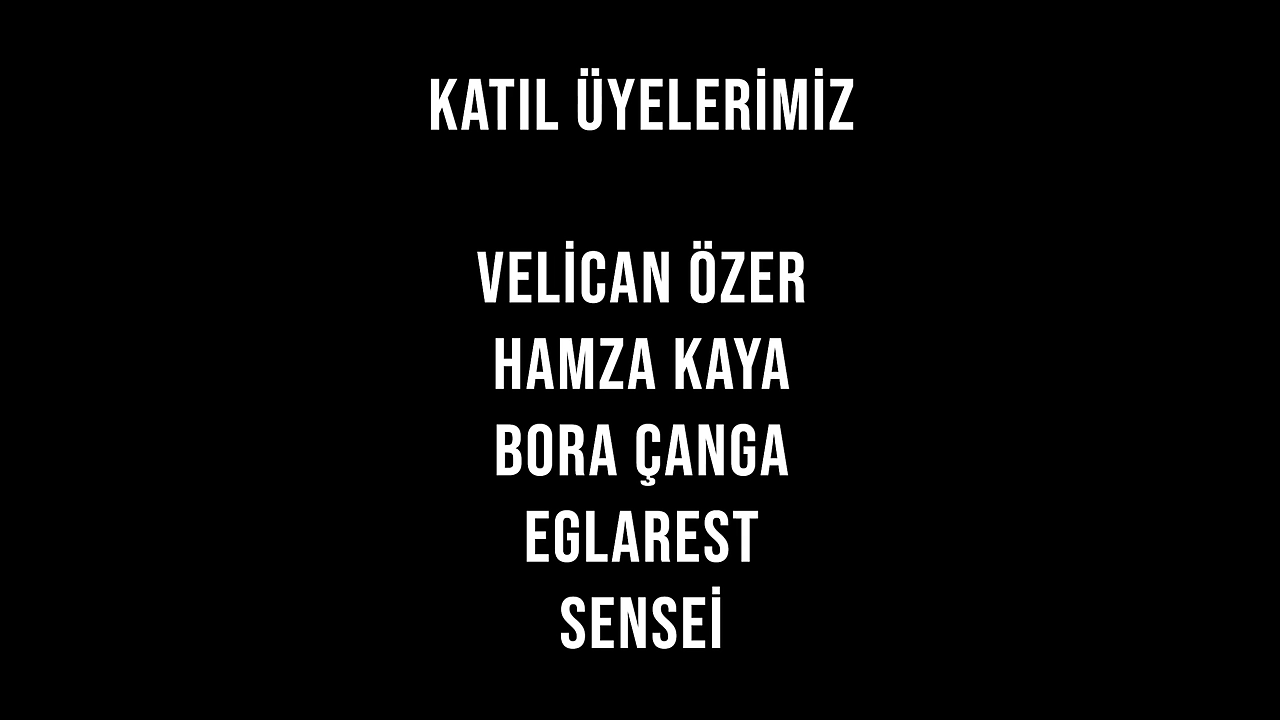 KATIL ÜYELERİMİZ
VELİCAN ÖZER
HAMZA KAYA
BORA ÇANGA
EGLAREST
SENSEİ